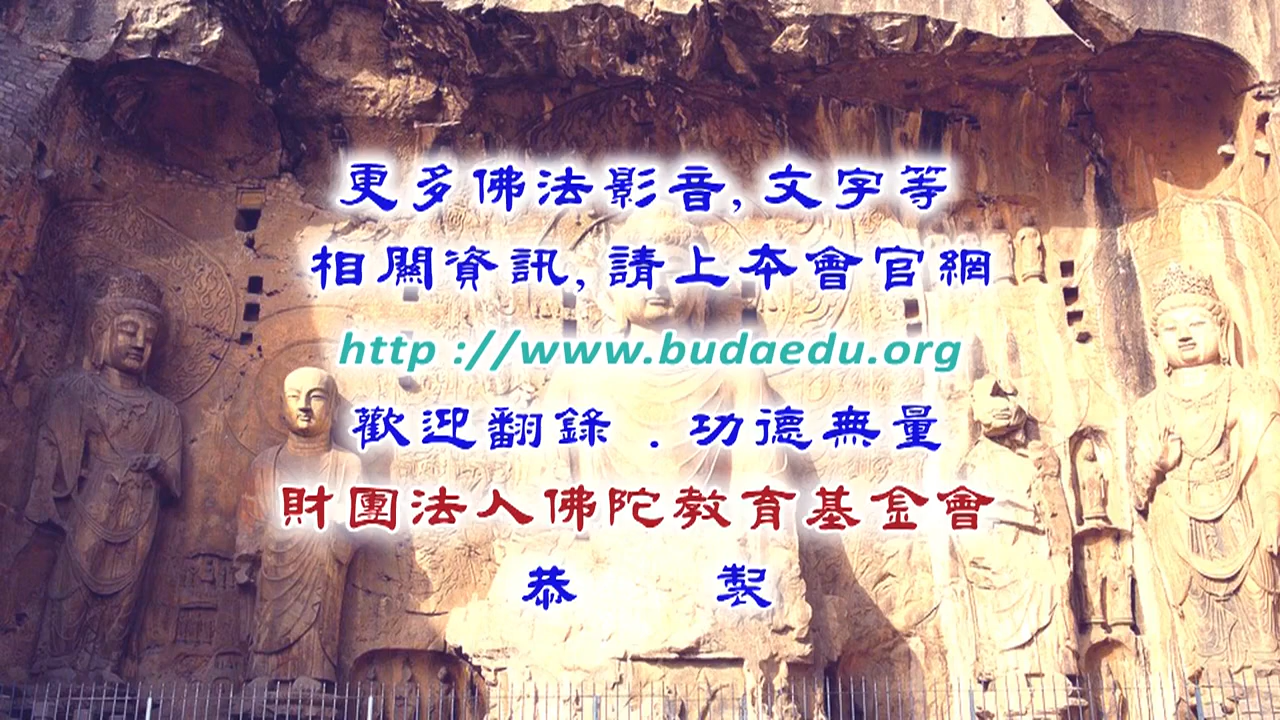 更多佛法影音,文字等
相關資訊,請上本會官網
http ://www.budaedu.org
歡迎翻錄 . 功德無量
財團法人佛陀教育基金會
恭 製